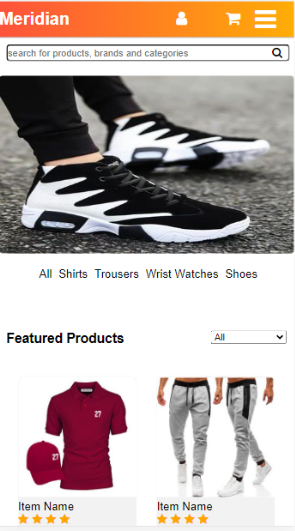 Meridian
search for products, brands and categories
All Shirts Trousers Wrist Watches Shoes
Featured Products
All
27
27
Item Name
Item Name